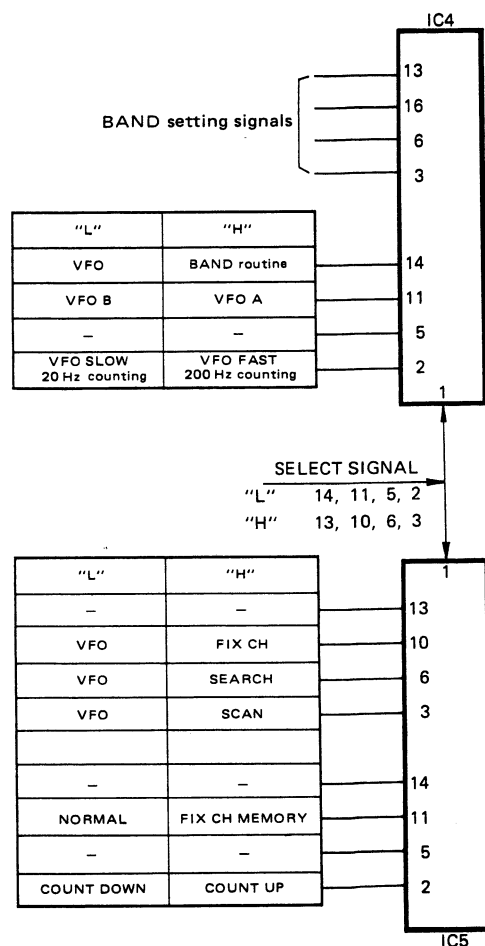 IC4
13
BAND setting signals
16
6
3
"L" "H"
VFO BAND routine 14
VFO B VFO A 11
– – 5
VFO SLOW VFO FAST
20 Hz counting 200 Hz counting 2
1
SELECT SIGNAL
"L" 14, 11, 5, 2
"H" 13, 10, 6, 3
1
"L" "H"
– – 13
VFO FIX CH 10
VFO SEARCH 6
VFO SCAN 3
– – 14
NORMAL FIX CH MEMORY 11
– – 5
COUNT DOWN COUNT UP 2
IC5